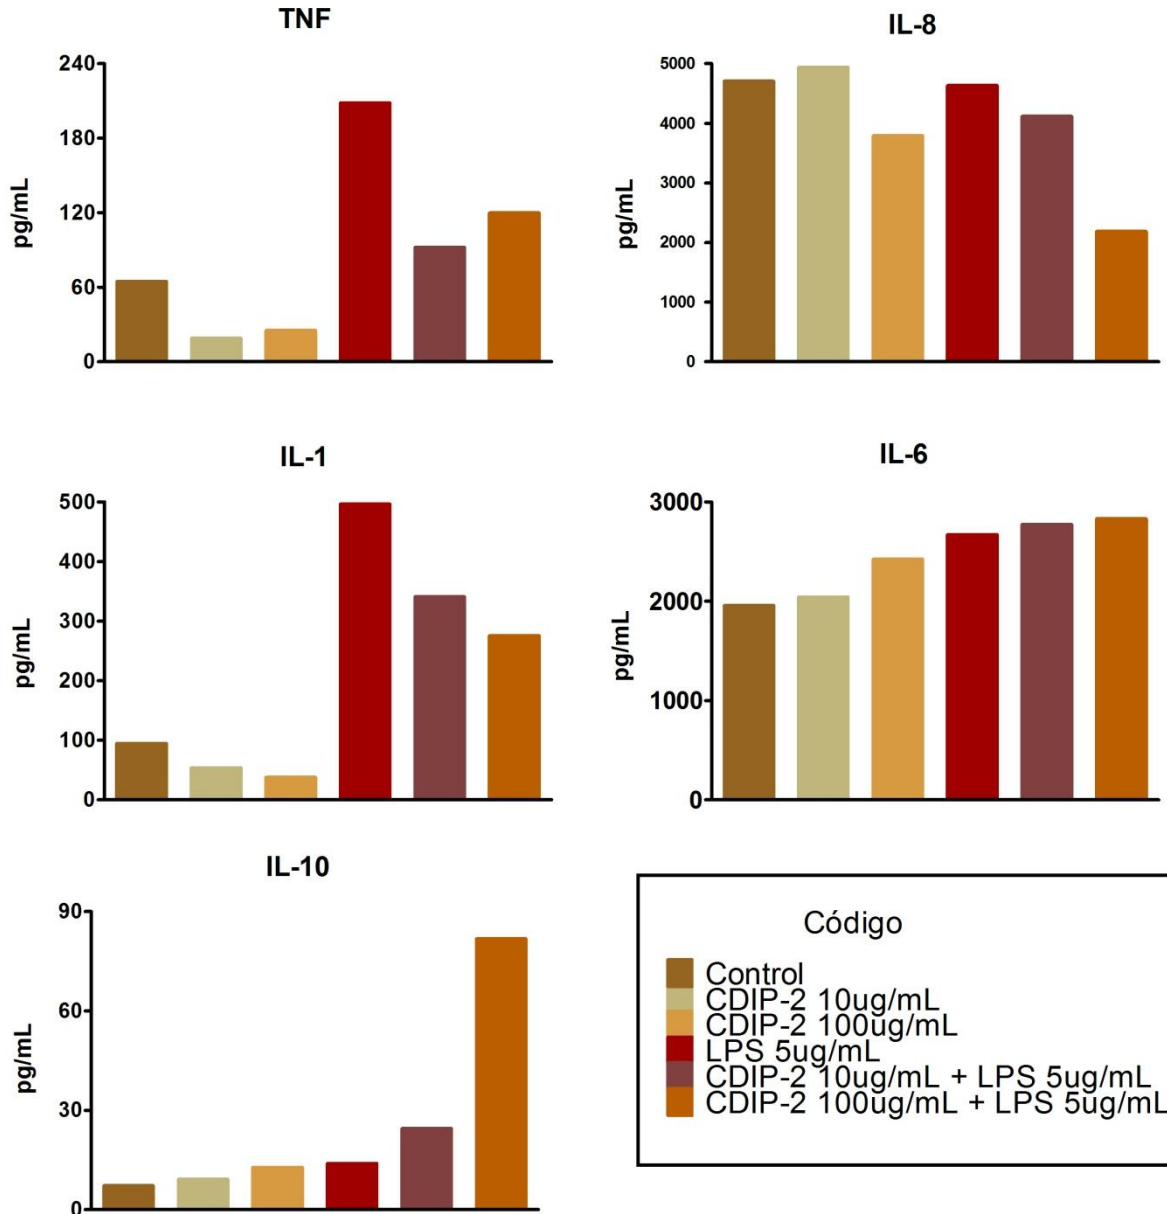 TNF
240
180
120
60
0
pg/mL
IL-8
5000
4000
3000
2000
1000
0
pg/mL
IL-1
500
400
300
200
100
0
pg/mL
IL-6
3000
2000
1000
0
pg/mL
IL-10
90
60
30
0
pg/mL
Código
Control
CDIP-2 10ug/mL
CDIP-2 100ug/mL
LPS 5ug/mL
CDIP-2 10ug/mL + LPS 5ug/mL
CDIP-2 100ug/mL + LPS 5ug/mL